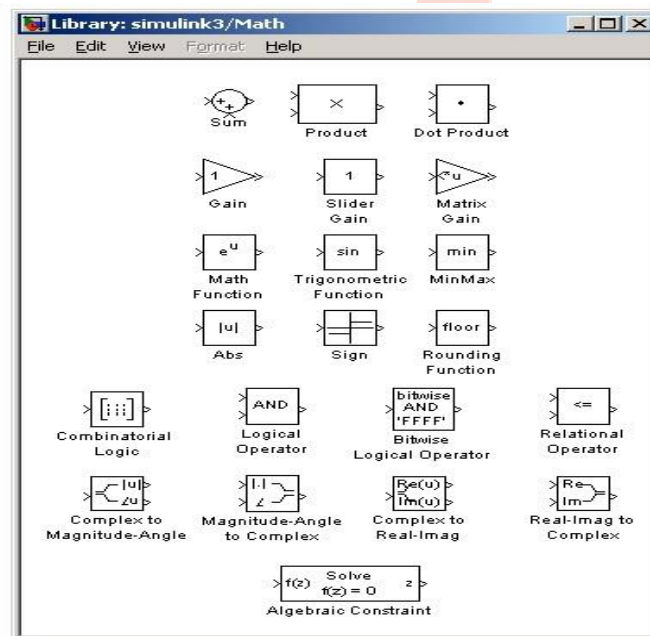 Library: simulink3/Math
File Edit View Format Help
+ + Sum
× Product
• Dot Product
1 Gain
1 Slider Gain
u Matrix Gain
e^u Math Function
sin Trigonometric Function
min MinMax
|u| Abs
Sign
floor Rounding Function
[:::] Combinatorial Logic
AND Logical Operator
bitwise AND 'FFFF' Bitwise Logical Operator
<= Relational Operator
|u| ∠u Complex to Magnitude-Angle
|.| ∠ Magnitude-Angle to Complex
Re(u) Im(u) Complex to Real-Imag
Re Im Real-Imag to Complex
f(z) Solve f(z) = 0 z
Algebraic Constraint